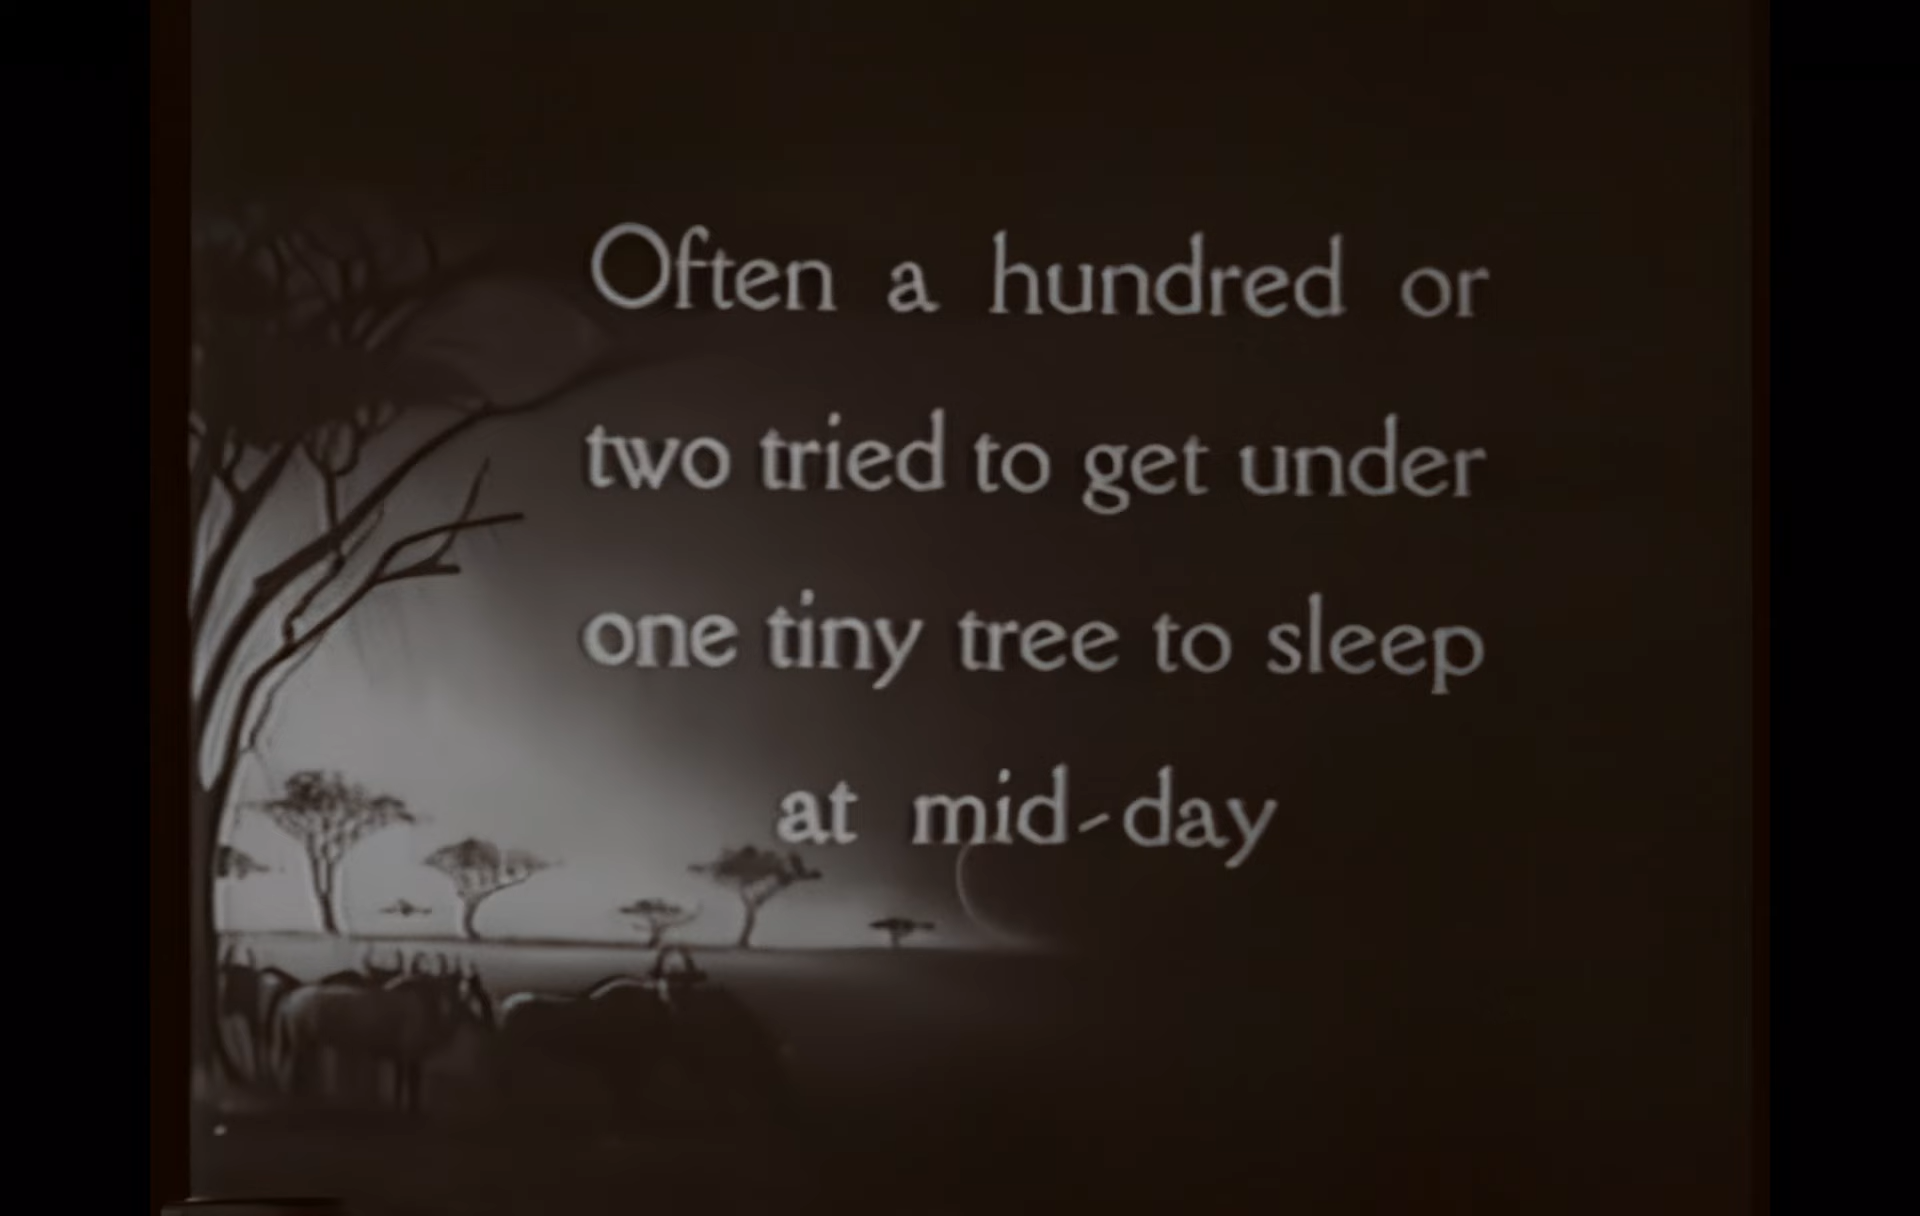 Often a hundred or
two tried to get under
one tiny tree to sleep
at mid-day